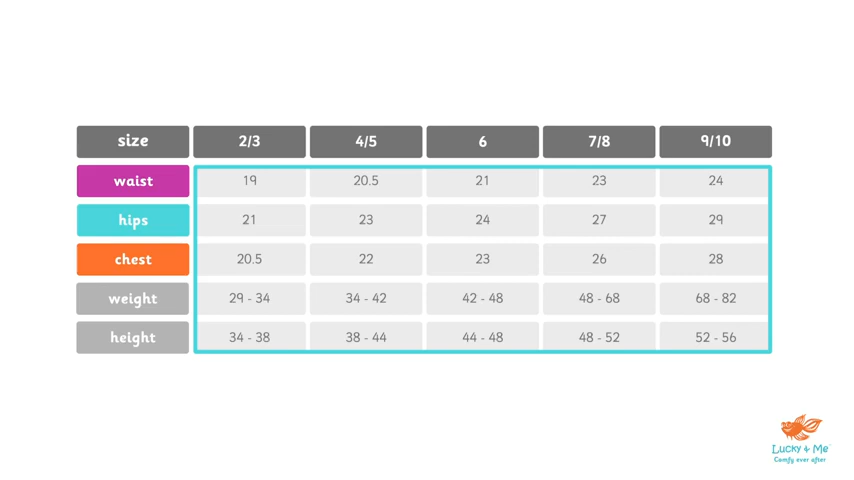 size 2/3 4/5 6 7/8 9/10
waist 19 20.5 21 23 24
hips 21 23 24 27 29
chest 20.5 22 23 26 28
weight 29 - 34 34 - 42 42 - 48 48 - 68 68 - 82
height 34 - 38 38 - 44 44 - 48 48 - 52 52 - 56
Lucky & Me
Comfy ever after